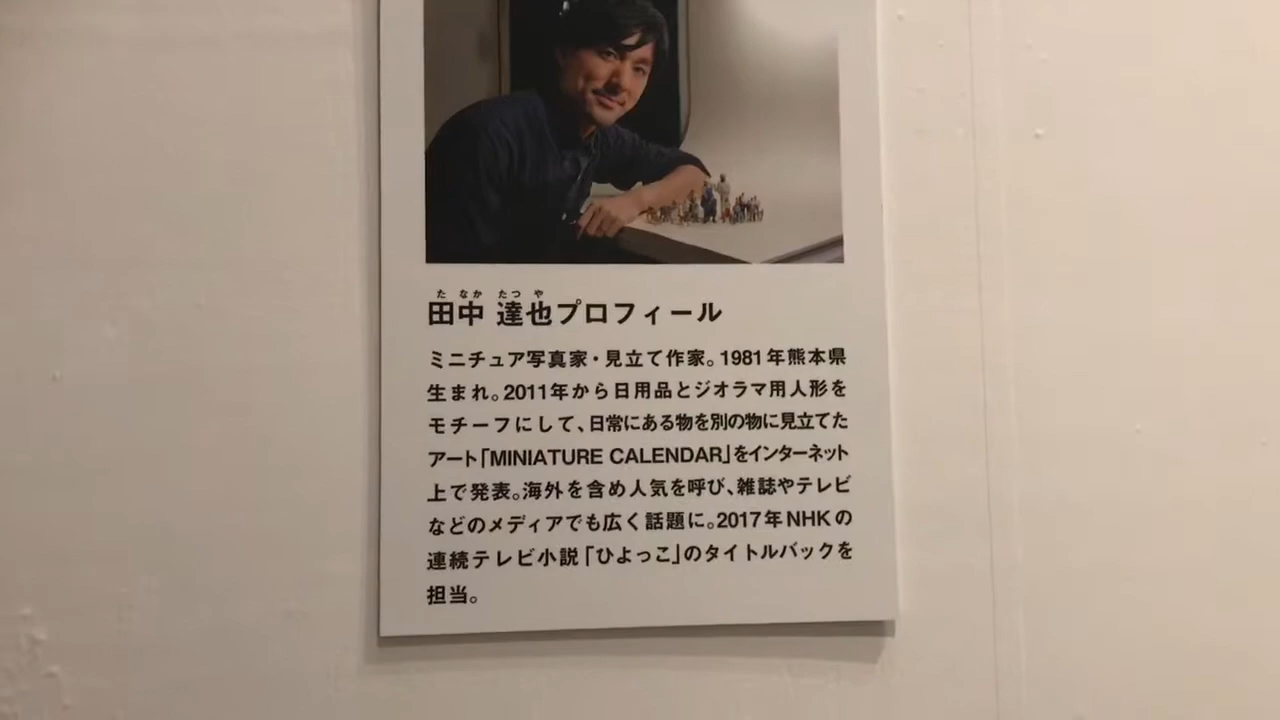 た なか たつ や
田中 達也プロフィール
ミニチュア写真家・見立て作家。1981年熊本県
生まれ。2011年から日用品とジオラマ用人形を
モチーフにして、日常にある物を別の物に見立てた
アート「MINIATURE CALENDAR」をインターネット
上で発表。海外を含め人気を呼び、雑誌やテレビ
などのメディアでも広く話題に。2017年NHKの
連続テレビ小説「ひよっこ」のタイトルバックを
担当。